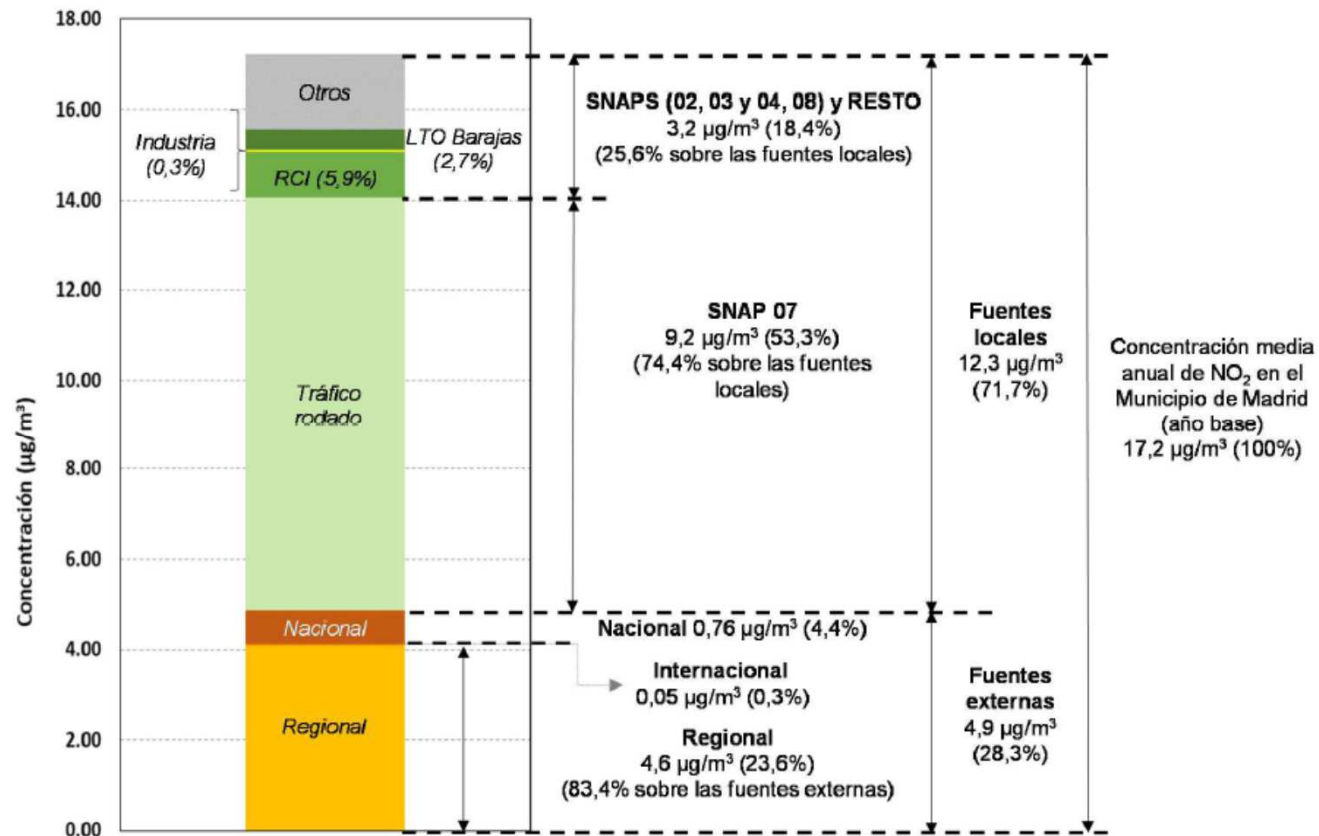 Concentración (µg/m³)
18.00
16.00
14.00
12.00
10.00
8.00
6.00
4.00
2.00
0.00
Industria
(0,3%)
Otros
LTO Barajas
(2,7%)
RCI (5,9%)
Tráfico
rodado
Nacional
Regional
SNAPS (02, 03 y 04, 08) y RESTO
3,2 µg/m³ (18,4%)
(25,6% sobre las fuentes locales)
SNAP 07
9,2 µg/m³ (53,3%)
(74,4% sobre las fuentes
locales)
Nacional 0,76 µg/m³ (4,4%)
Internacional
0,05 µg/m³ (0,3%)
Regional
4,6 µg/m³ (23,6%)
(83,4% sobre las fuentes externas)
Fuentes
locales
12,3 µg/m³
(71,7%)
Fuentes
externas
4,9 µg/m³
(28,3%)
Concentración media
anual de NO₂ en el
Municipio de Madrid
(año base)
17,2 µg/m³ (100%)